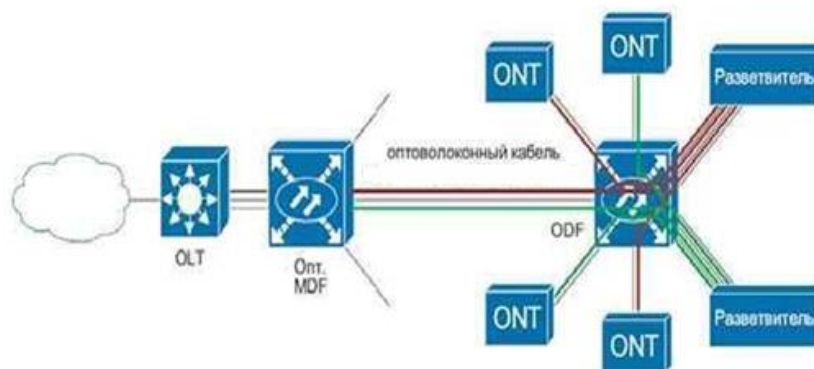 ONT
ONT
Разветвитель
оптоволоконный кабель
OLT
Опт.
MDF
ODF
ONT
ONT
Разветвитель